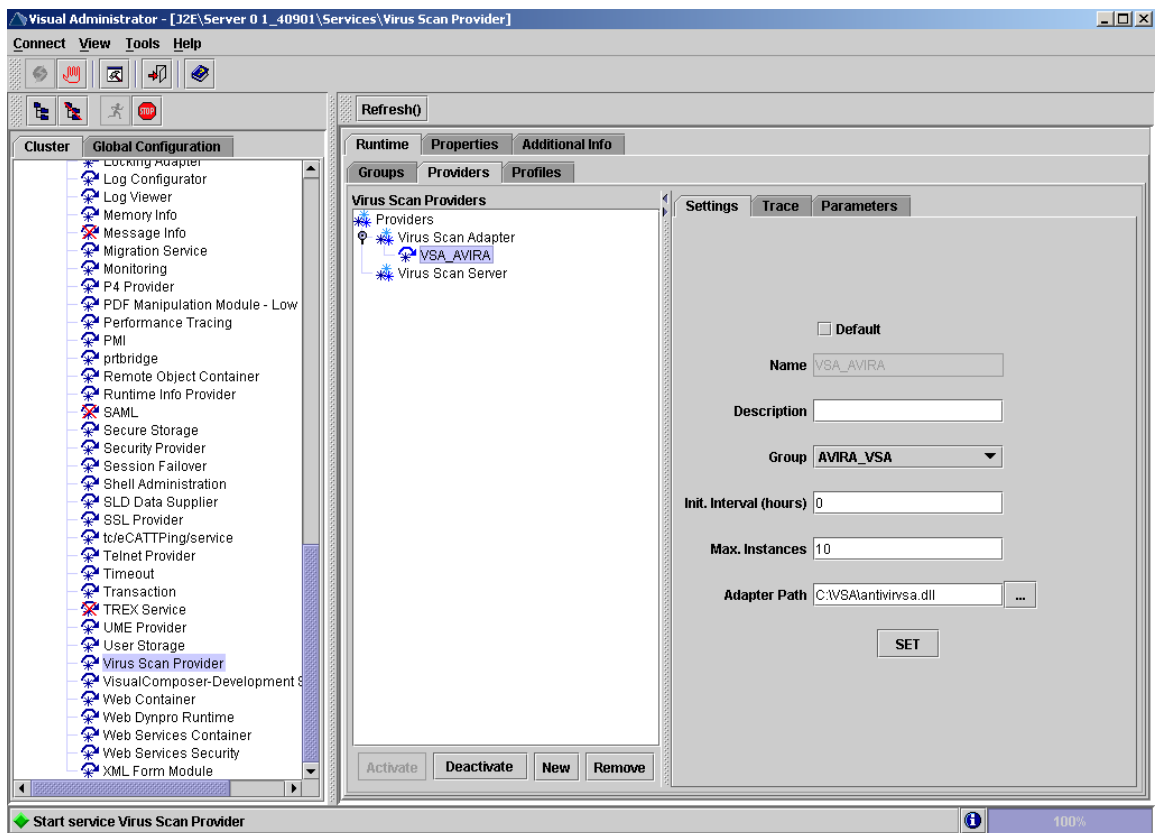 Visual Administrator - [J2E\Server 0 1_40901\Services\Virus Scan Provider]
Connect View Tools Help
STOP
Refresh()
Cluster Global Configuration
Locking Adapter
Log Configurator
Log Viewer
Memory Info
Message Info
Migration Service
Monitoring
P4 Provider
PDF Manipulation Module - Low
Performance Tracing
PMI
prtbridge
Remote Object Container
Runtime Info Provider
SAML
Secure Storage
Security Provider
Session Failover
Shell Administration
SLD Data Supplier
SSL Provider
tc/eCATTPing/service
Telnet Provider
Timeout
Transaction
TREX Service
UME Provider
User Storage
Virus Scan Provider
VisualComposer-Development S
Web Container
Web Dynpro Runtime
Web Services Container
Web Services Security
XML Form Module
Runtime Properties Additional Info
Groups Providers Profiles
Virus Scan Providers
Providers
Virus Scan Adapter
VSA_AVIRA
Virus Scan Server
Activate Deactivate New Remove
Settings Trace Parameters
Default
Name VSA_AVIRA
Description
Group AVIRA_VSA
Init. Interval (hours) 0
Max. Instances 10
Adapter Path C:\VSA\antivirvsa.dll ...
SET
Start service Virus Scan Provider
100%